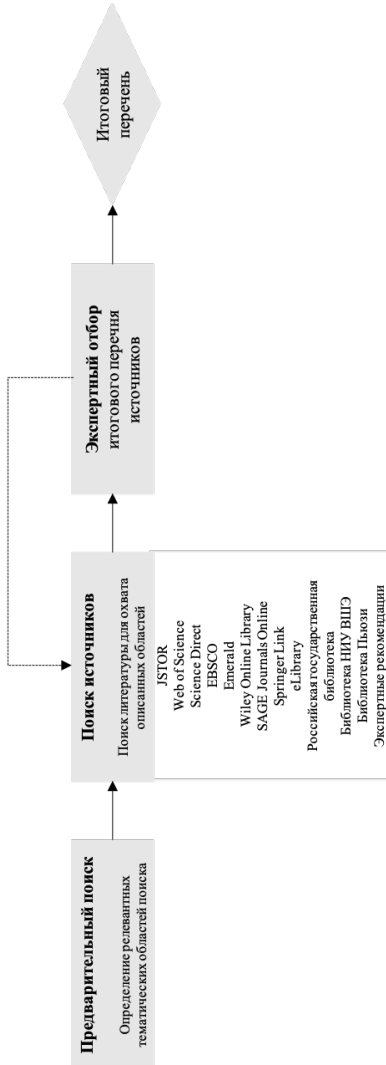 Предварительный поиск
Определение релевантных
тематических областей поиска
Поиск источников
Поиск литературы для охвата
описанных областей
JSTOR
Web of Science
Science Direct
EBSCO
Emerald
Wiley Online Library
SAGE Journals Online
Springer Link
eLibrary
Российская государственная
библиотека
Библиотека НИУ ВШЭ
Библиотека Пьюзи
Экспертные рекомендации
Экспертный отбор
итогового перечня
источников
Итоговый
перечень